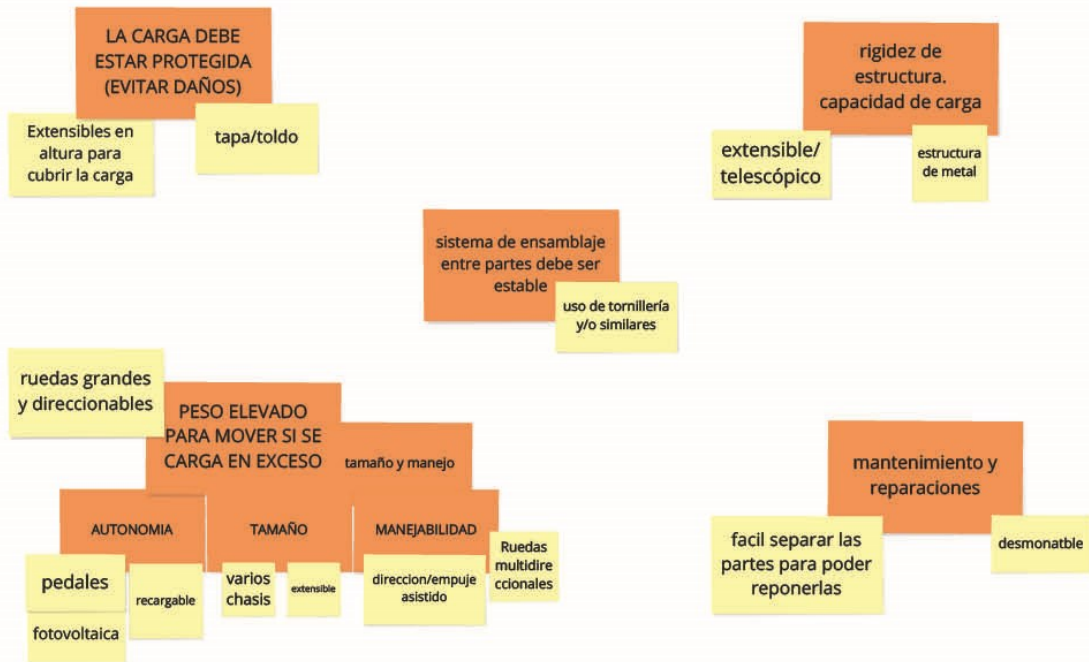 LA CARGA DEBE
ESTAR PROTEGIDA
(EVITAR DAÑOS)
Extensibles en
altura para
cubrir la carga
tapa/toldo
rigidez de
estructura.
capacidad de carga
extensible/
telescópico
estructura
de metal
sistema de ensamblaje
entre partes debe ser
estable
uso de tornillería
y/o similares
ruedas grandes
y direccionables
PESO ELEVADO
PARA MOVER SI SE
CARGA EN EXCESO
tamaño y manejo
AUTONOMIA
TAMAÑO
MANEJABILIDAD
pedales
recargable
fotovoltaica
varios
chasis
extensible
direccion/empuje
asistido
Ruedas
multidire
ccionales
mantenimiento y
reparaciones
facil separar las
partes para poder
reponerlas
desmonatble